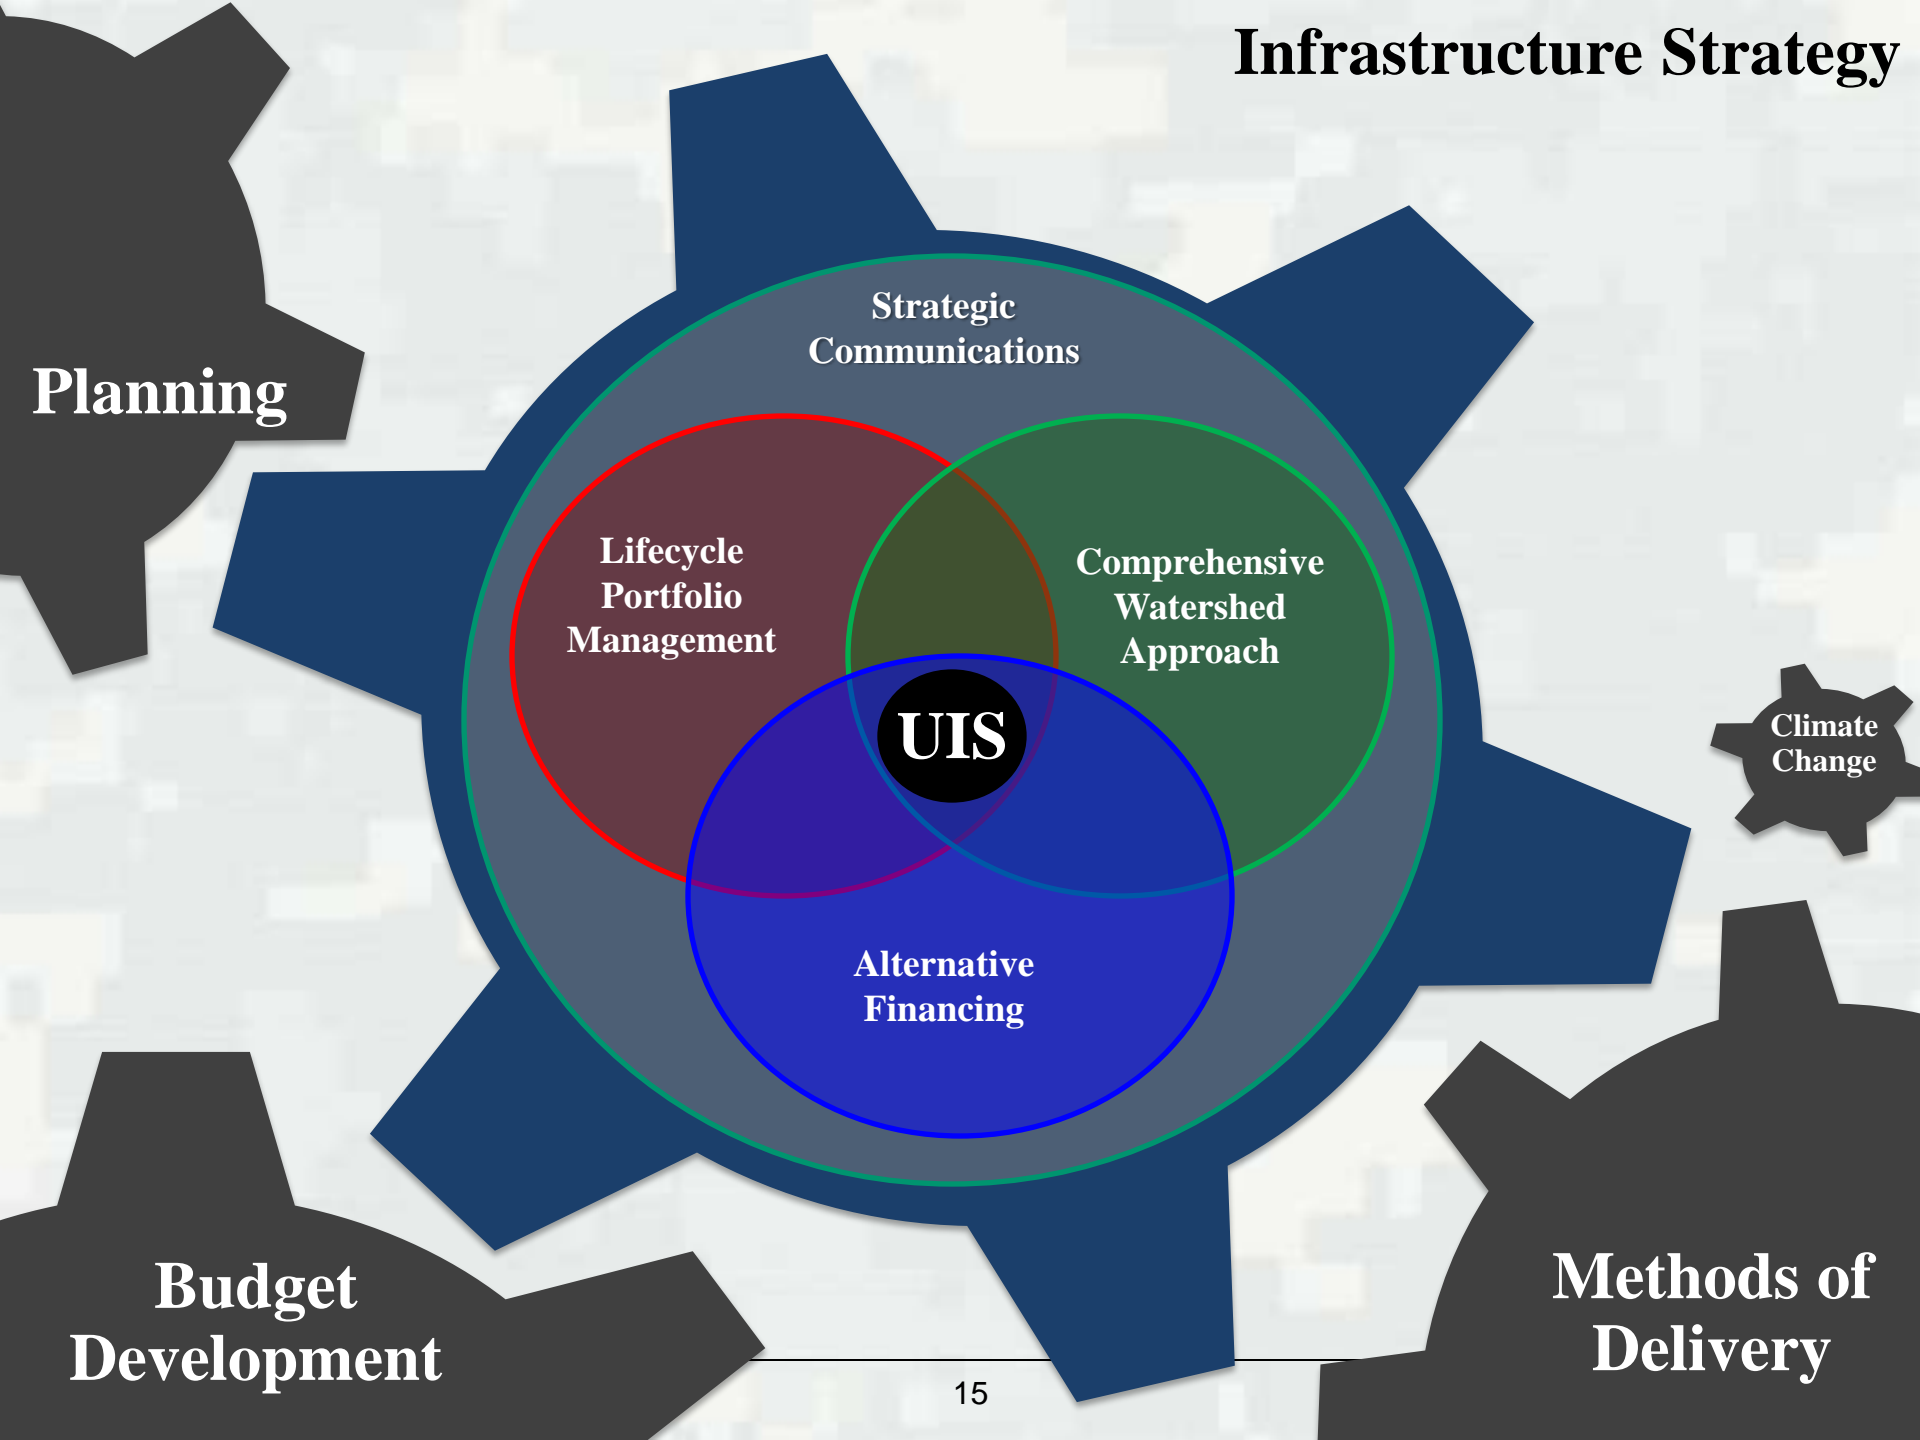 Infrastructure Strategy
Strategic
Communications
Planning
Lifecycle
Portfolio
Management
Comprehensive
Watershed
Approach
UIS
Climate
Change
Alternative
Financing
Budget
Development
Methods of
Delivery
15